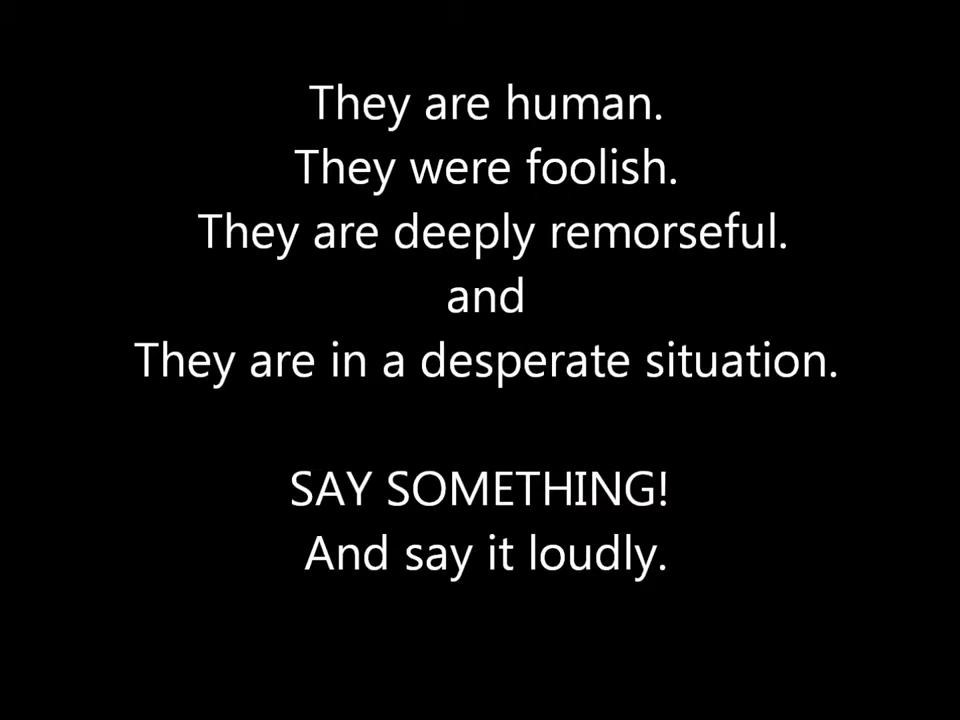 They are human.
They were foolish.
They are deeply remorseful.
and
They are in a desperate situation.
SAY SOMETHING!
And say it loudly.